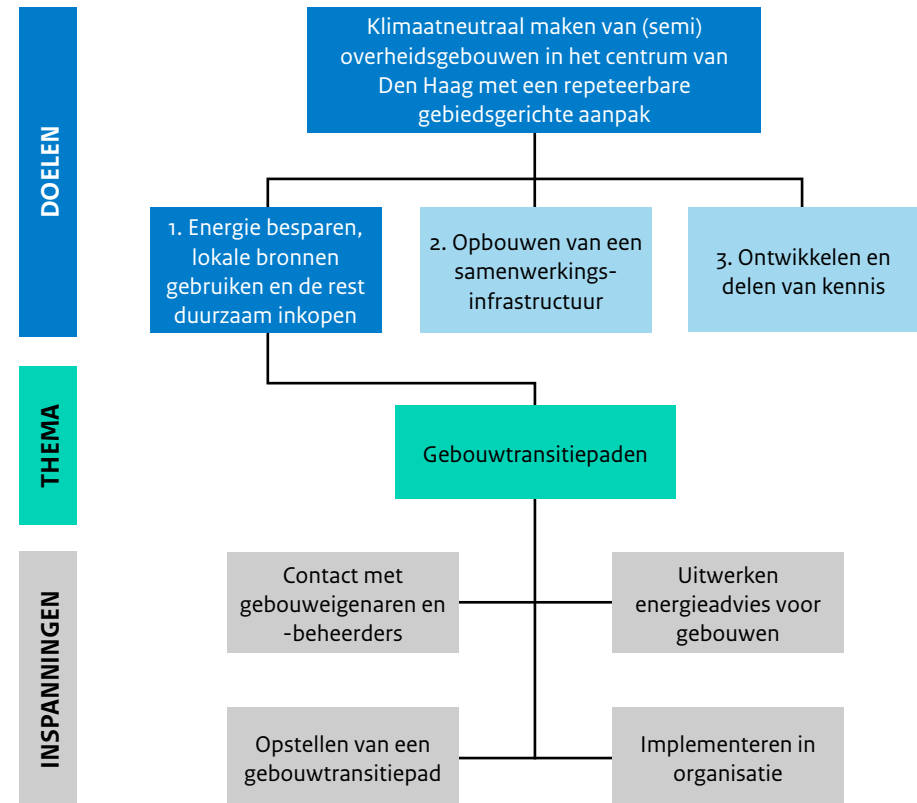 DOELEN
Klimaatneutraal maken van (semi)
overheidsgebouwen in het centrum van
Den Haag met een repeteerbare
gebiedsgerichte aanpak
1. Energie besparen,
lokale bronnen
gebruiken en de rest
duurzaam inkopen
2. Opbouwen van een
samenwerkings-
infrastructuur
3. Ontwikkelen en
delen van kennis
THEMA
Gebouwtransitiepaden
INSPANNINGEN
Contact met
gebouweigenaren en
-beheerders
Uitwerken
energieadvies voor
gebouwen
Opstellen van een
gebouwtransitiepad
Implementeren in
organisatie